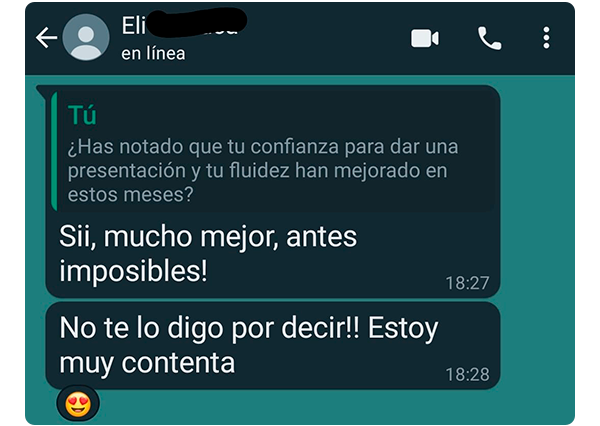 Eli
en línea
Tú
¿Has notado que tu confianza para dar una
presentación y tu fluidez han mejorado en
estos meses?
Sii, mucho mejor, antes
imposibles!
18:27
No te lo digo por decir!! Estoy
muy contenta
18:28